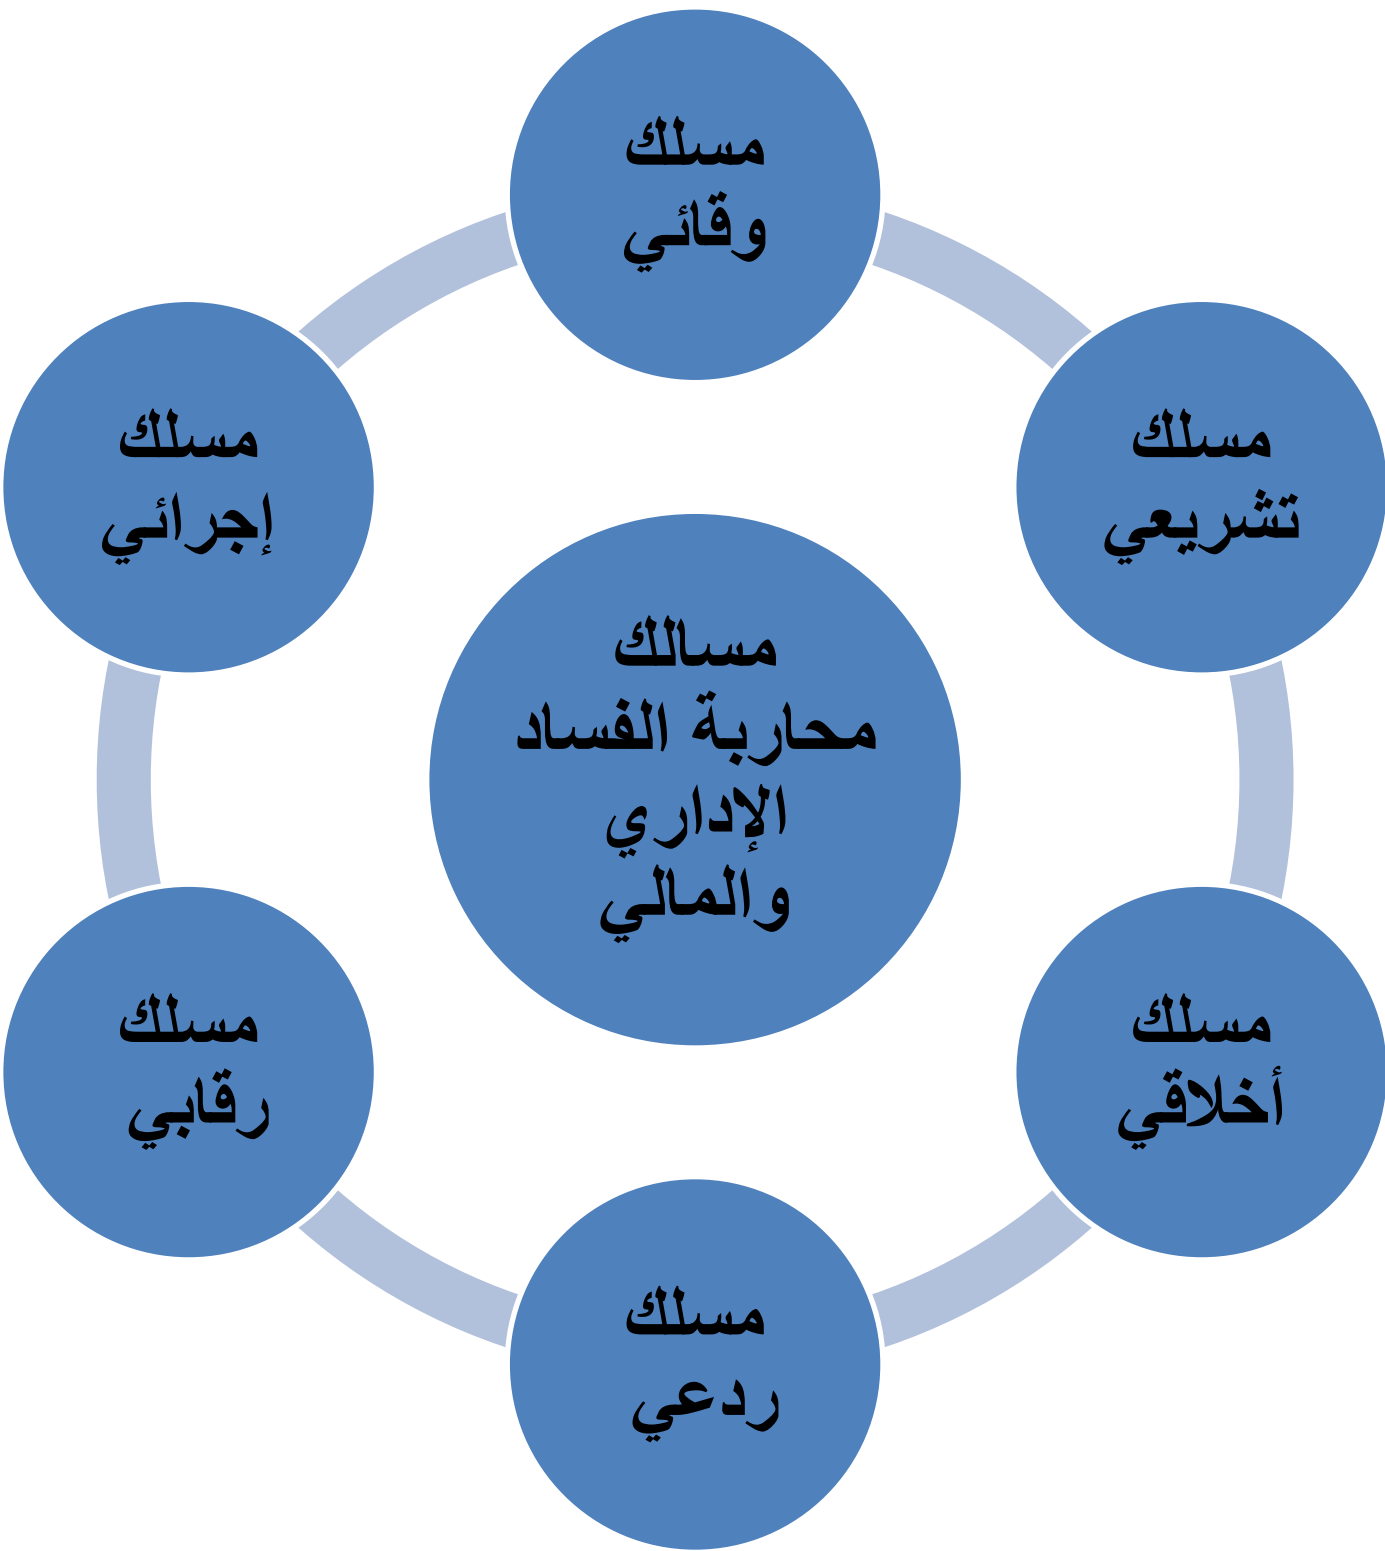 مسلك
وقائي
مسلك
تشريعي
مسلك
أخلاقي
مسلك
ردعي
مسلك
رقابي
مسلك
إجرائي
مسالك
محاربة الفساد
الإداري
والمالي